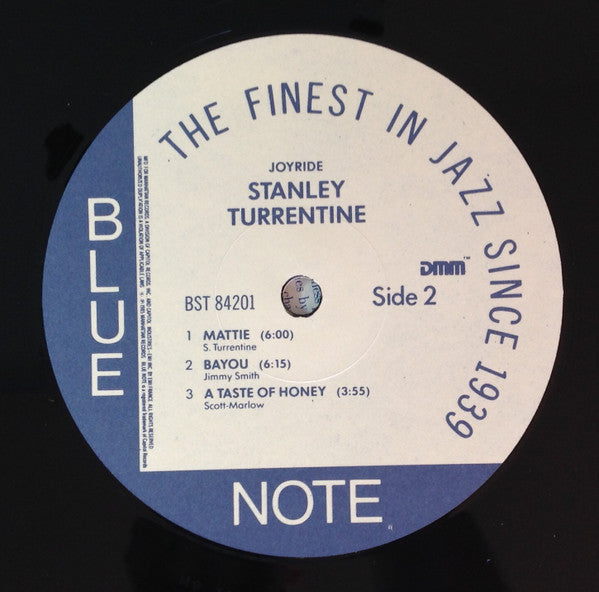 THE FINEST IN JAZZ SINCE 1939
JOYRIDE
STANLEY
TURRENTINE
DMM™
BST 84201
Side 2
1 MATTIE (6:00)
S. Turrentine
2 BAYOU (6:15)
Jimmy Smith
3 A TASTE OF HONEY (3:55)
Scott-Marlow
BLUE
NOTE